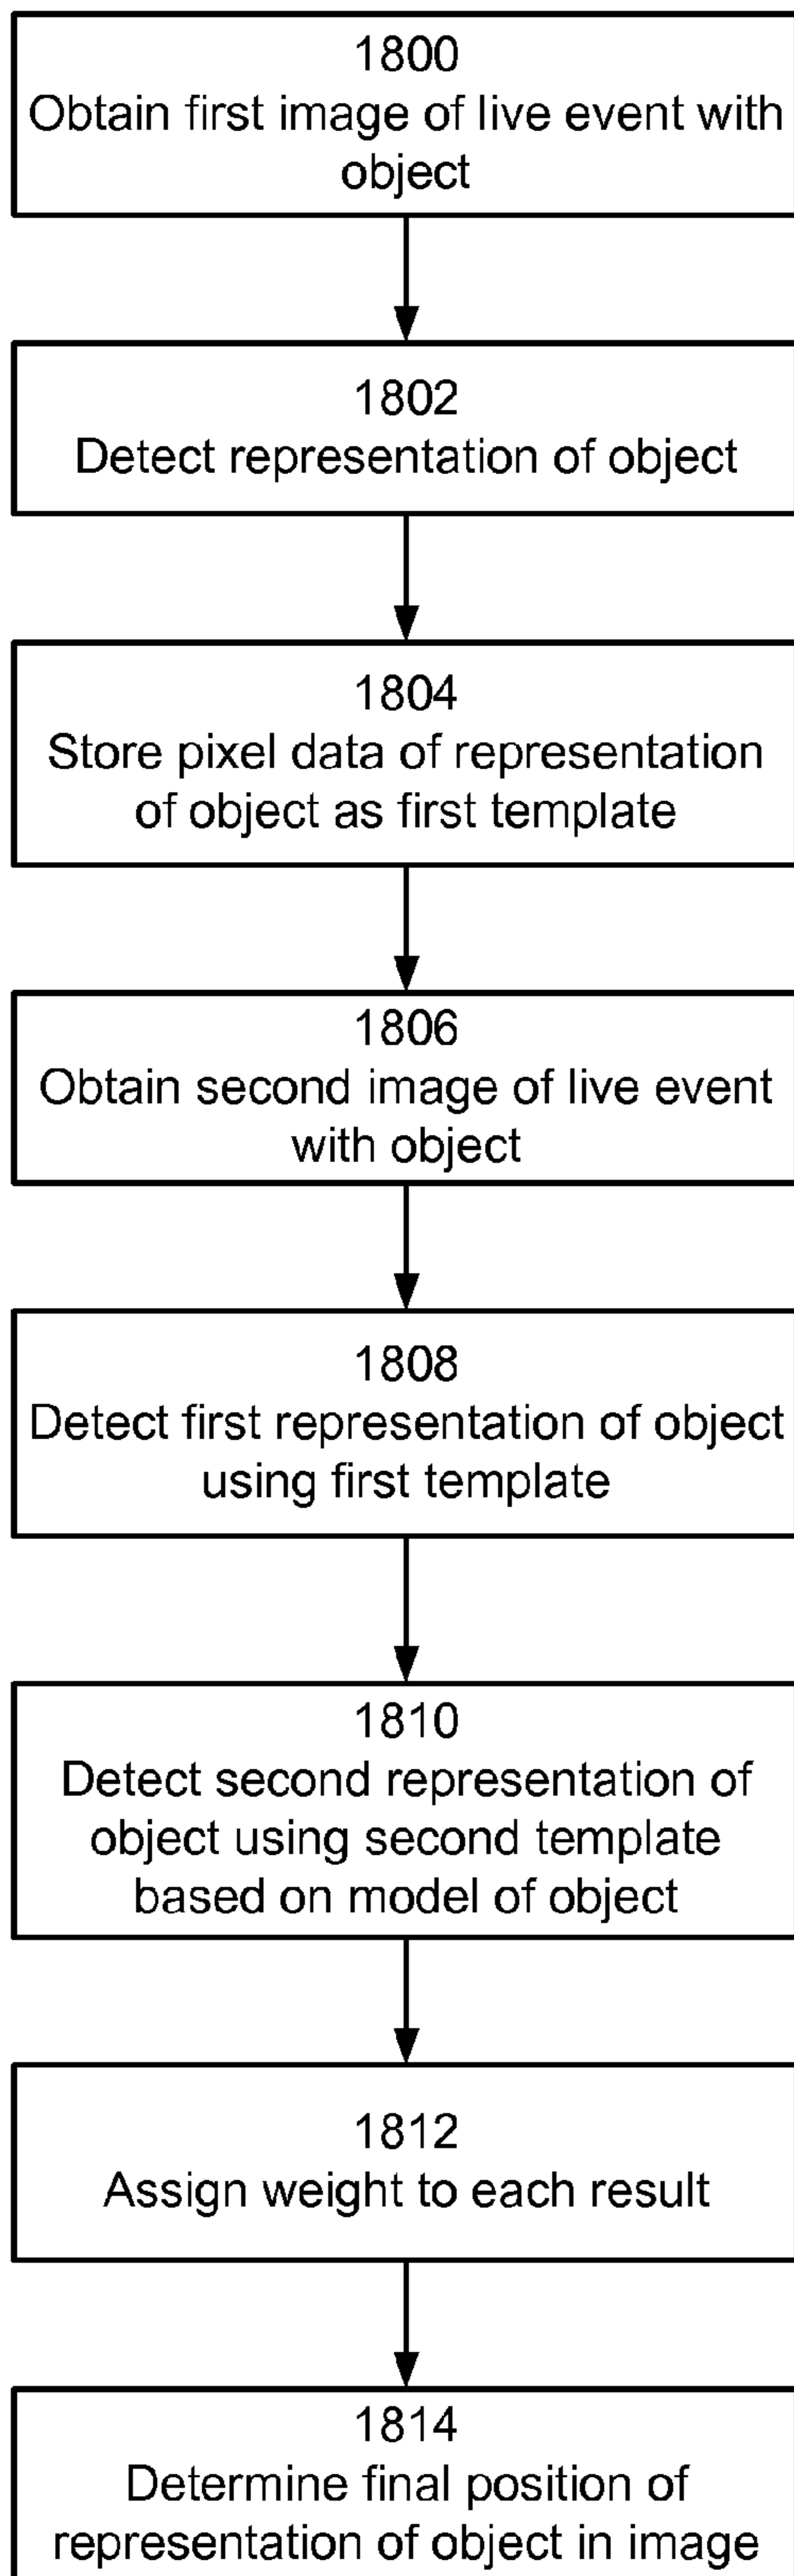 1800
Obtain first image of live event with
object
1802
Detect representation of object
1804
Store pixel data of representation
of object as first template
1806
Obtain second image of live event
with object
1808
Detect first representation of object
using first template
1810
Detect second representation of
object using second template
based on model of object
1812
Assign weight to each result
1814
Determine final position of
representation of object in image